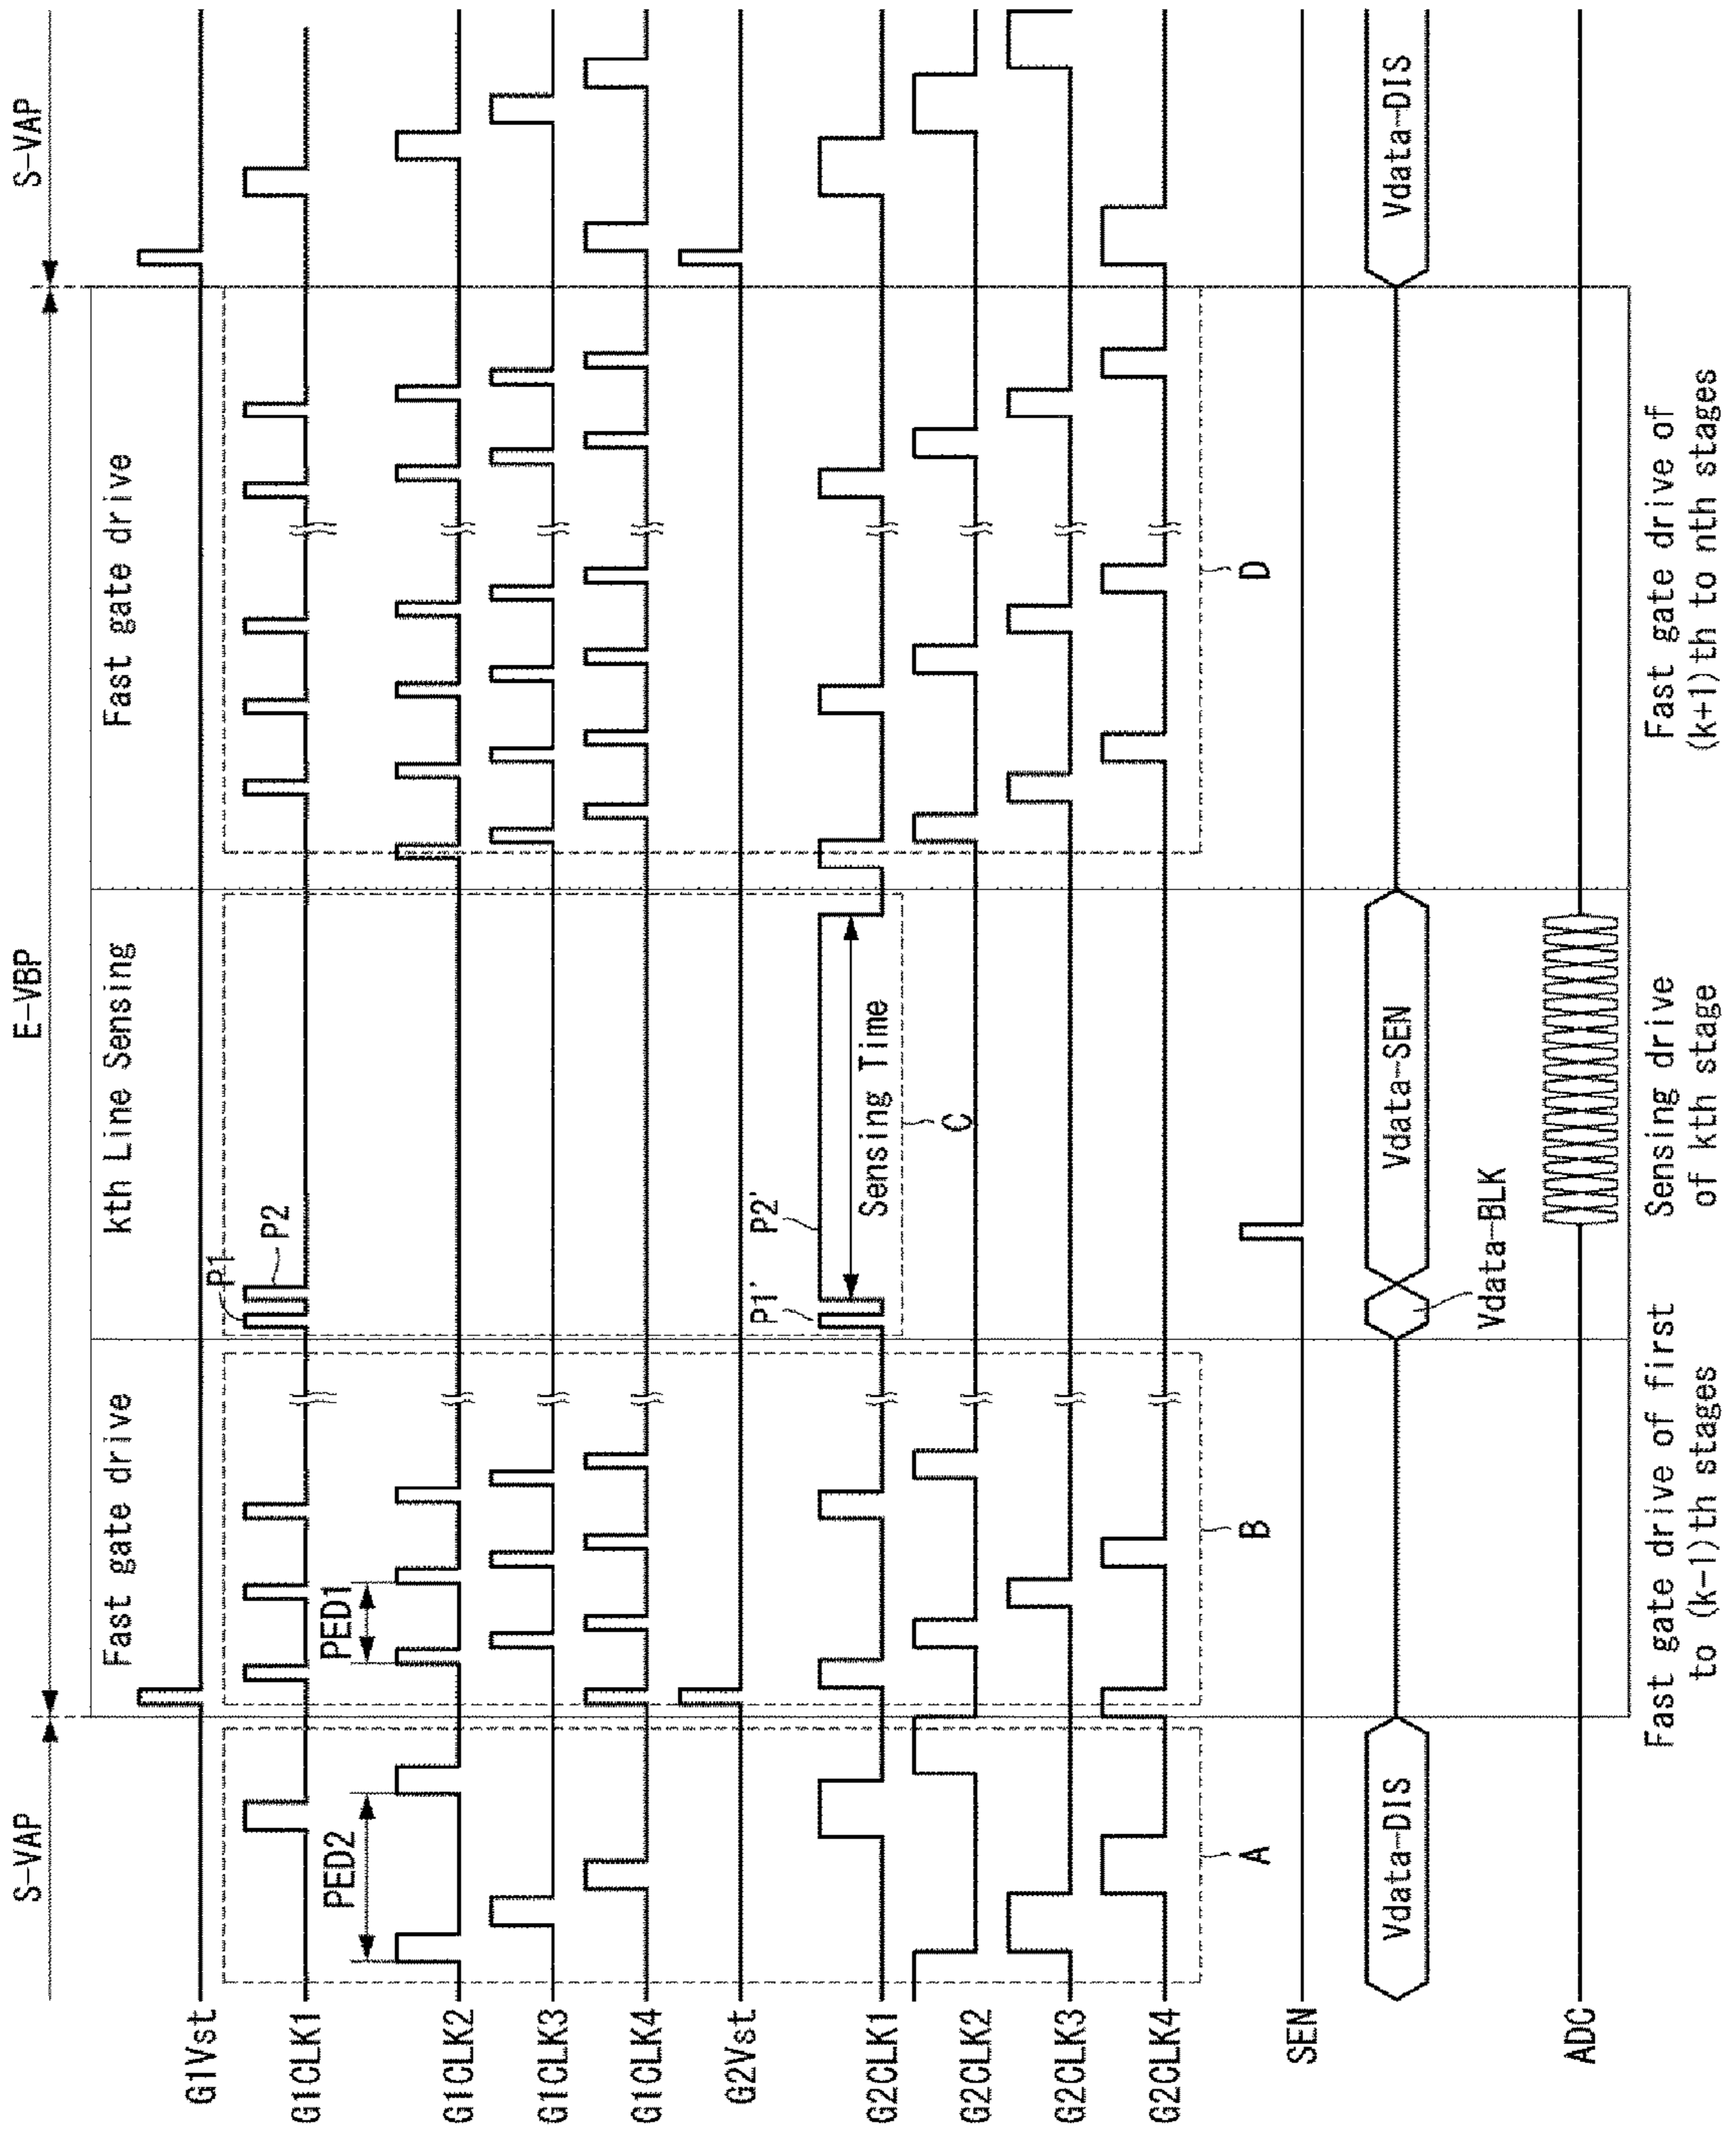 S-VAP
E-VBP
S-VAP
Fast gate drive
kth Line Sensing
Fast gate drive
G1Vst
G1CLK1
P1
P2
PED2
PED1
G1CLK2
G1CLK3
G1CLK4
G2Vst
P1'
P2'
G2CLK1
Sensing Time
C
G2CLK2
G2CLK3
G2CLK4
A
B
D
SEN
Vdata-DIS
Vdata-SEN
Vdata-DIS
Vdata-BLK
ADC
Fast gate drive of first
to (k-1)th stages
Sensing drive
of kth stage
Fast gate drive of
(k+1)th to nth stages